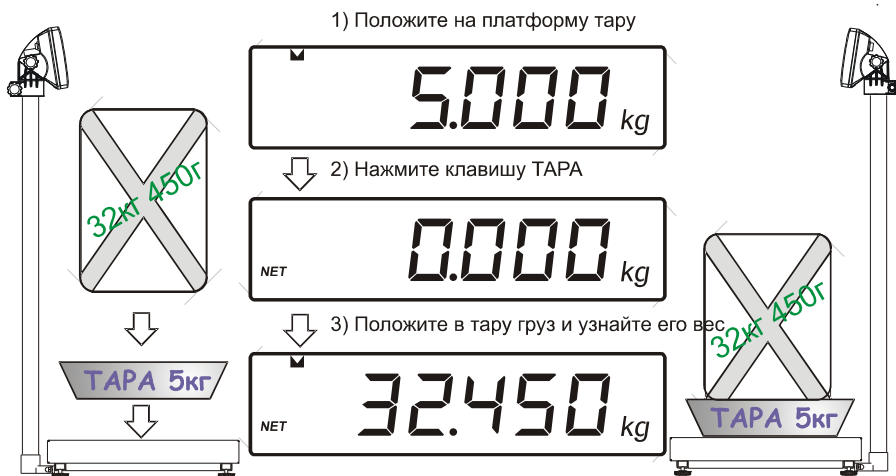 1) Положите на платформу тару
5.000 kg
32кг 450г
2) Нажмите клавишу ТАРА
NET 0.000 kg
3) Положите в тару груз и узнайте его вес
32кг 450г
ТАРА 5кг
NET 32.450 kg
ТАРА 5кг